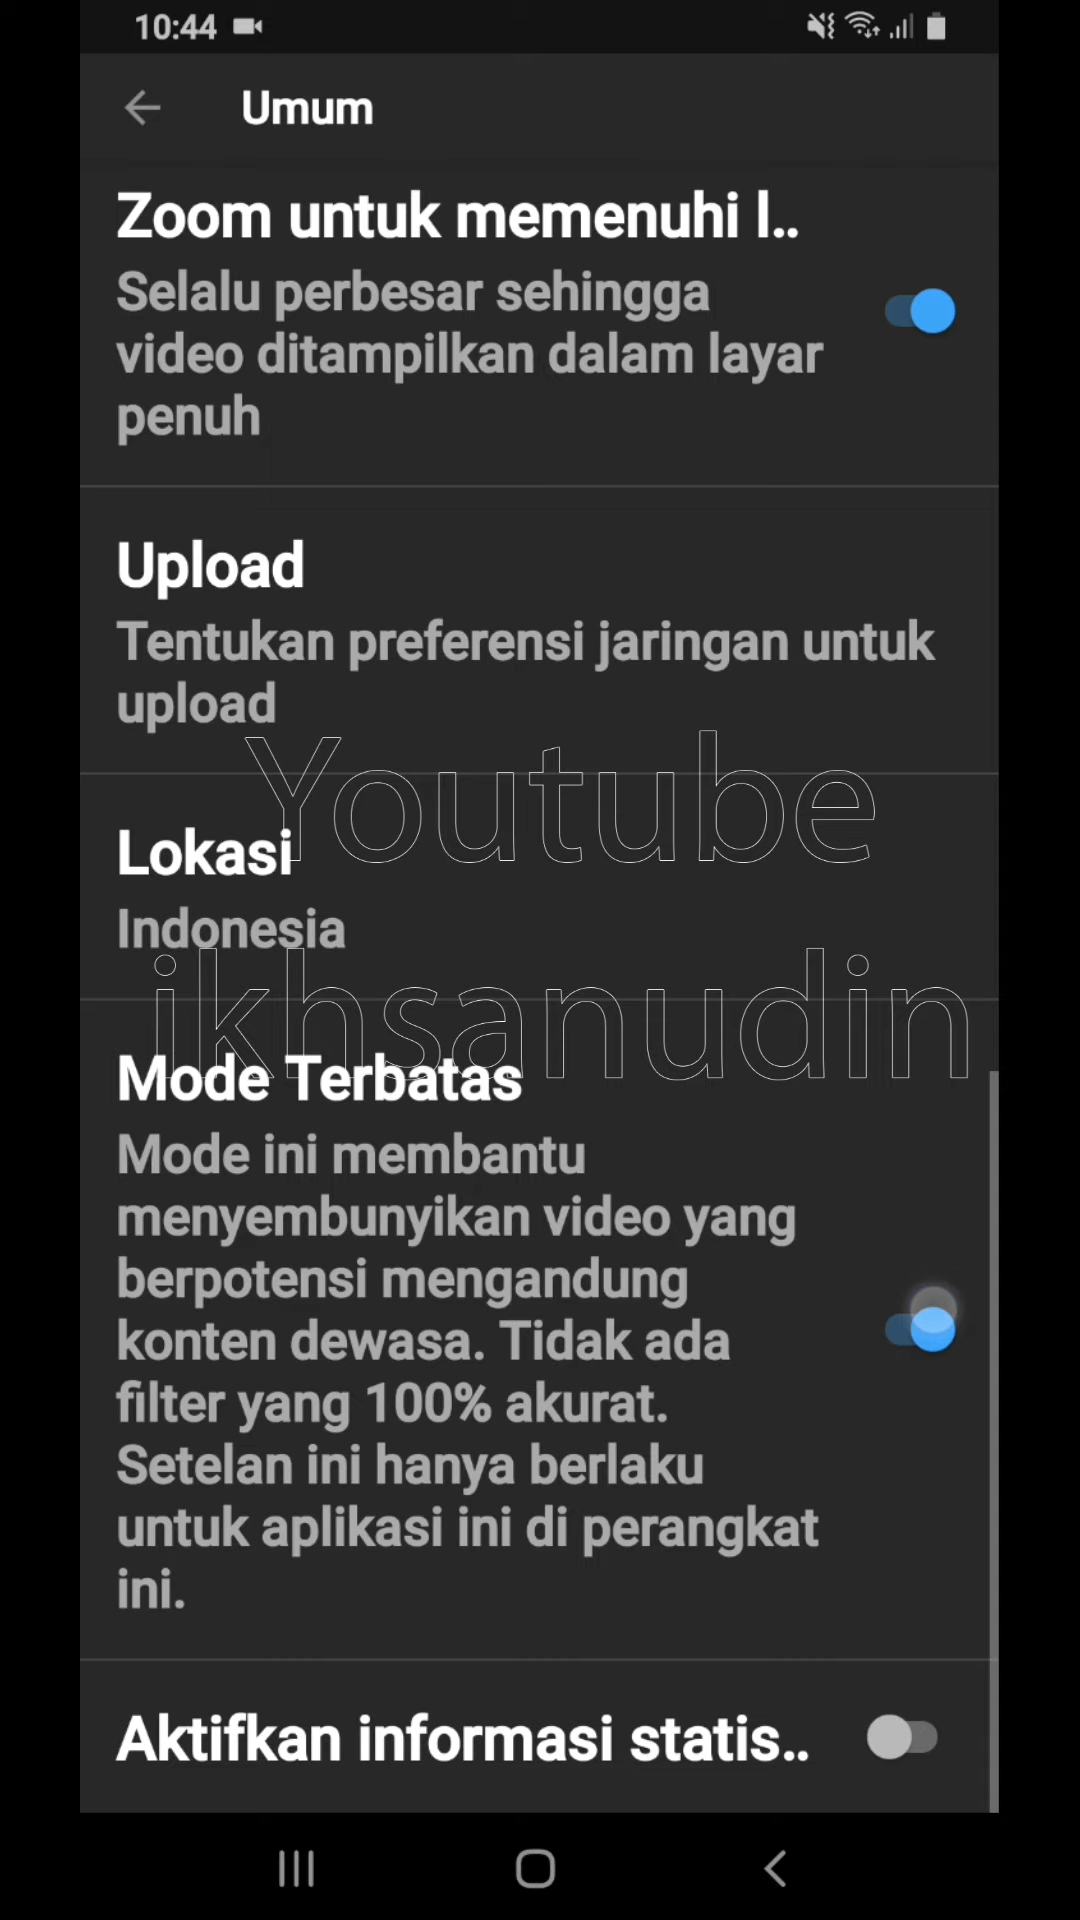 10:44
Umum
Zoom untuk memenuhi l..
Selalu perbesar sehingga
video ditampilkan dalam layar
penuh
Upload
Tentukan preferensi jaringan untuk
upload
Youtube
Lokasi
Indonesia
ikhsanudin
Mode Terbatas
Mode ini membantu
menyembunyikan video yang
berpotensi mengandung
konten dewasa. Tidak ada
filter yang 100% akurat.
Setelan ini hanya berlaku
untuk aplikasi ini di perangkat
ini.
Aktifkan informasi statis..